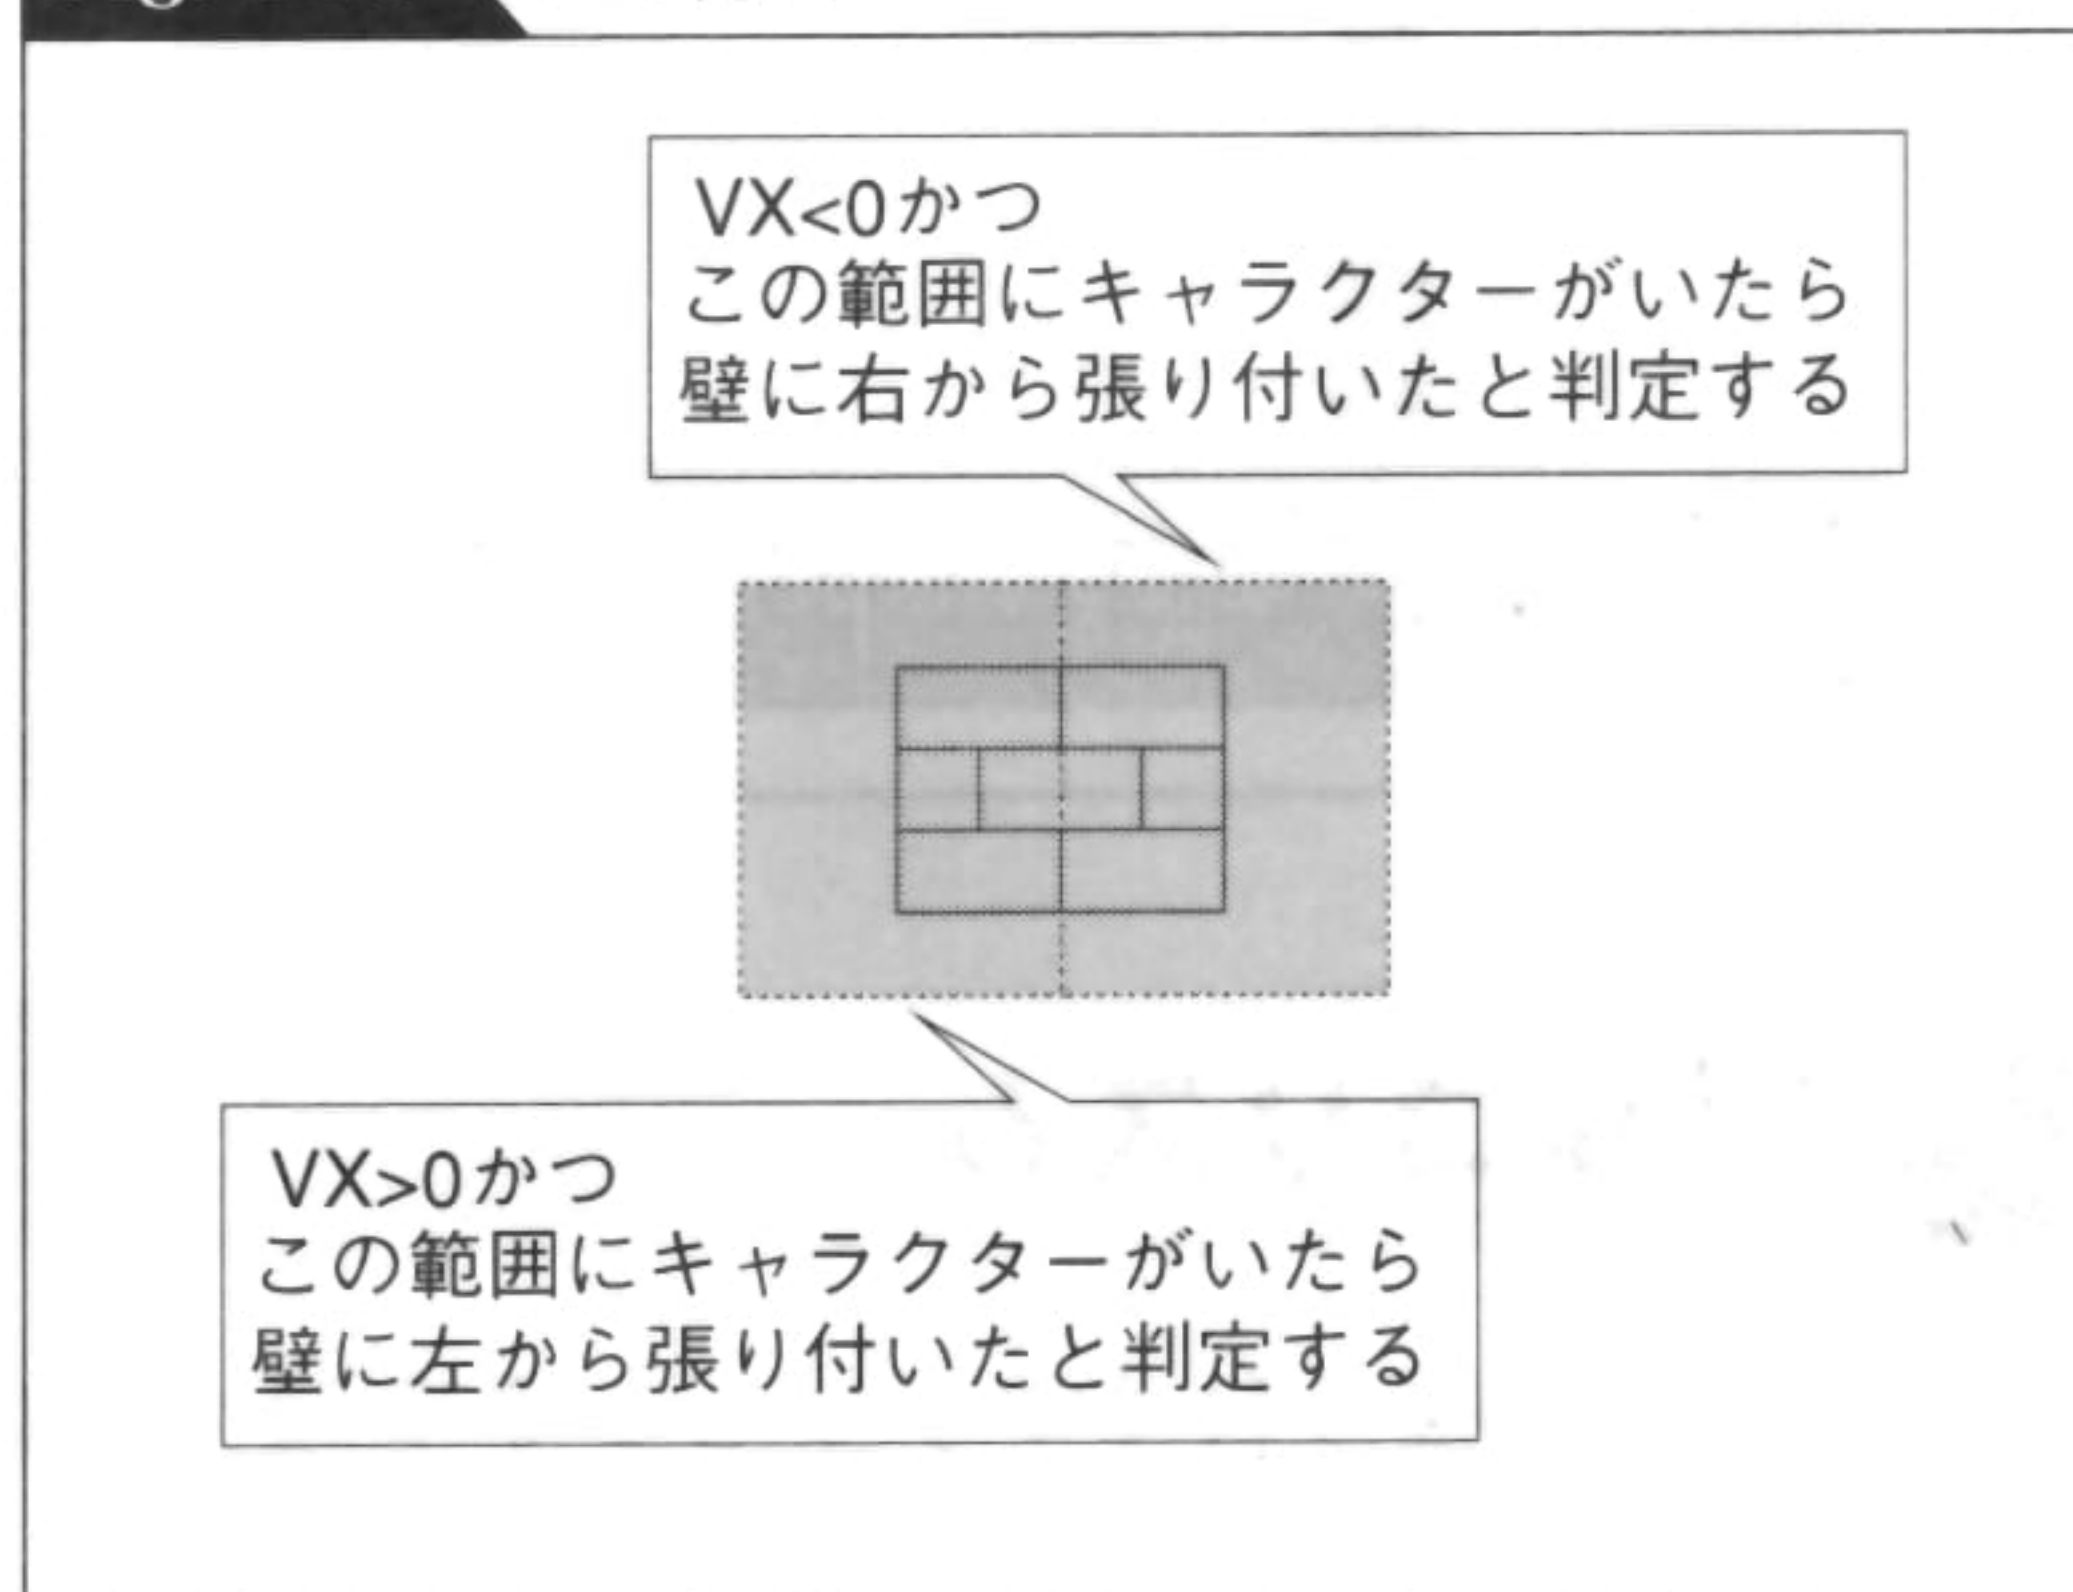 VX<0かつ
この範囲にキャラクターがいたら
壁に右から張り付いたと判定する
VX>0かつ
この範囲にキャラクターがいたら
壁に左から張り付いたと判定する